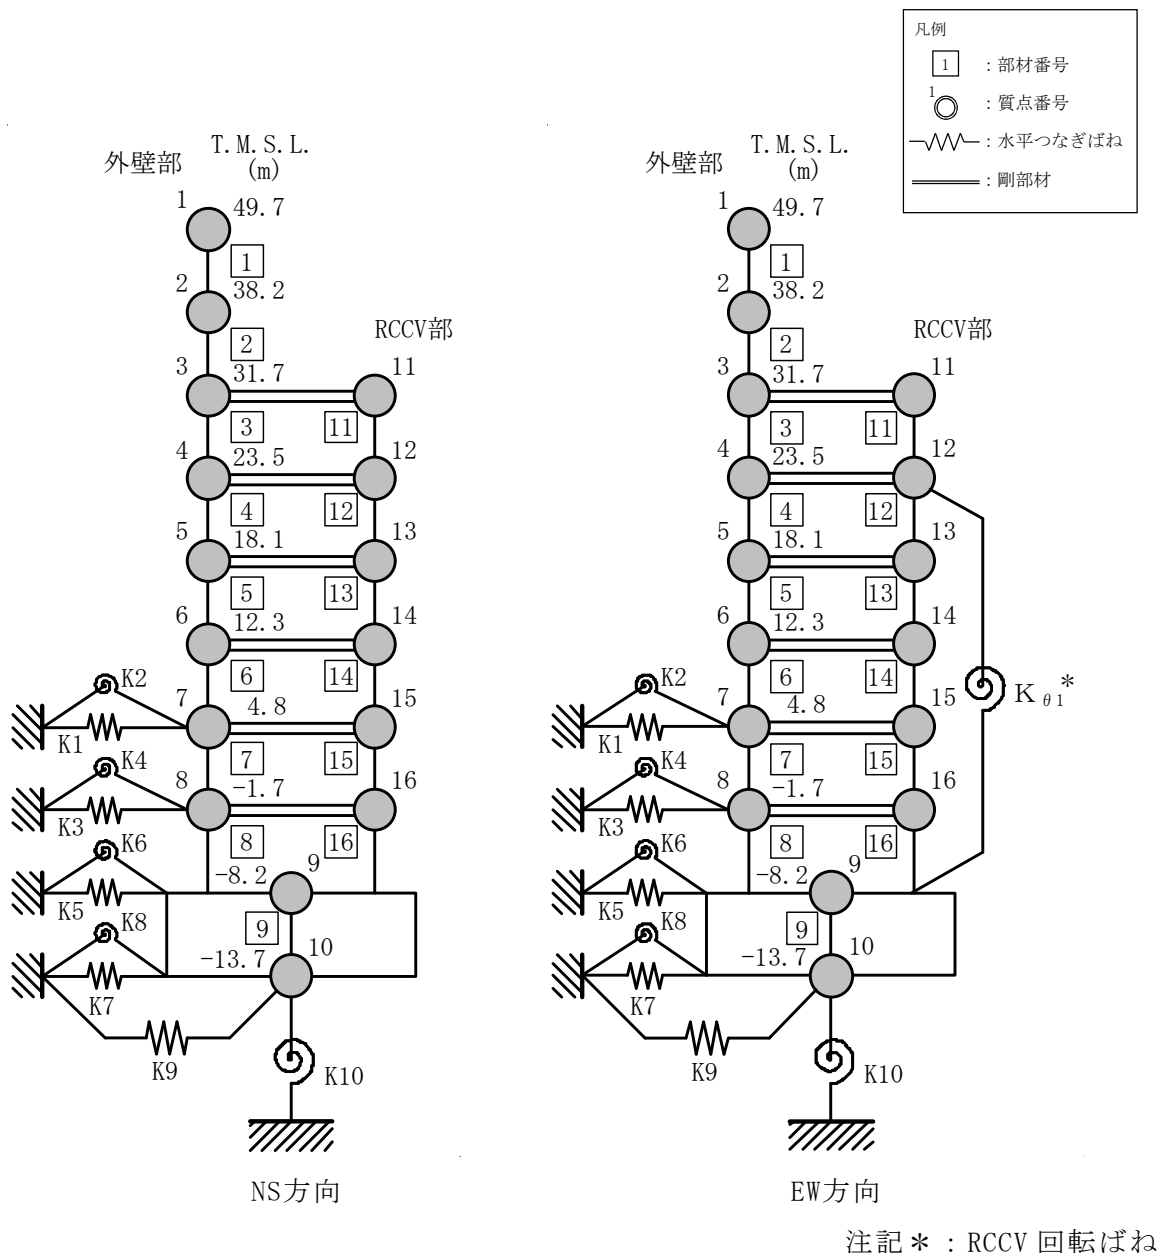 凡例
1 : 部材番号
1 : 質点番号
: 水平つなぎばね
: 剛部材
外壁部
T.M.S.L.
(m)
1
49.7
1
2
38.2
2
RCCV部
3
31.7
11
3
11
4
23.5
12
4
12
5
18.1
13
5
13
6
12.3
14
6
14
K2
7
4.8
15
K1
7
15
K4
8
-1.7
16
K3
8
16
K6
-8.2
9
K5
K8
9
10
-13.7
K7
K9
K10
NS方向
外壁部
T.M.S.L.
(m)
1
49.7
1
2
38.2
2
RCCV部
3
31.7
11
3
11
4
23.5
12
4
12
5
18.1
13
5
13
6
12.3
14
6
14
K2
7
4.8
15
Kθ1*
K1
7
15
K4
8
-1.7
16
K3
8
16
K6
-8.2
9
K5
K8
9
10
-13.7
K7
K9
K10
EW方向
注記*:RCCV回転ばね